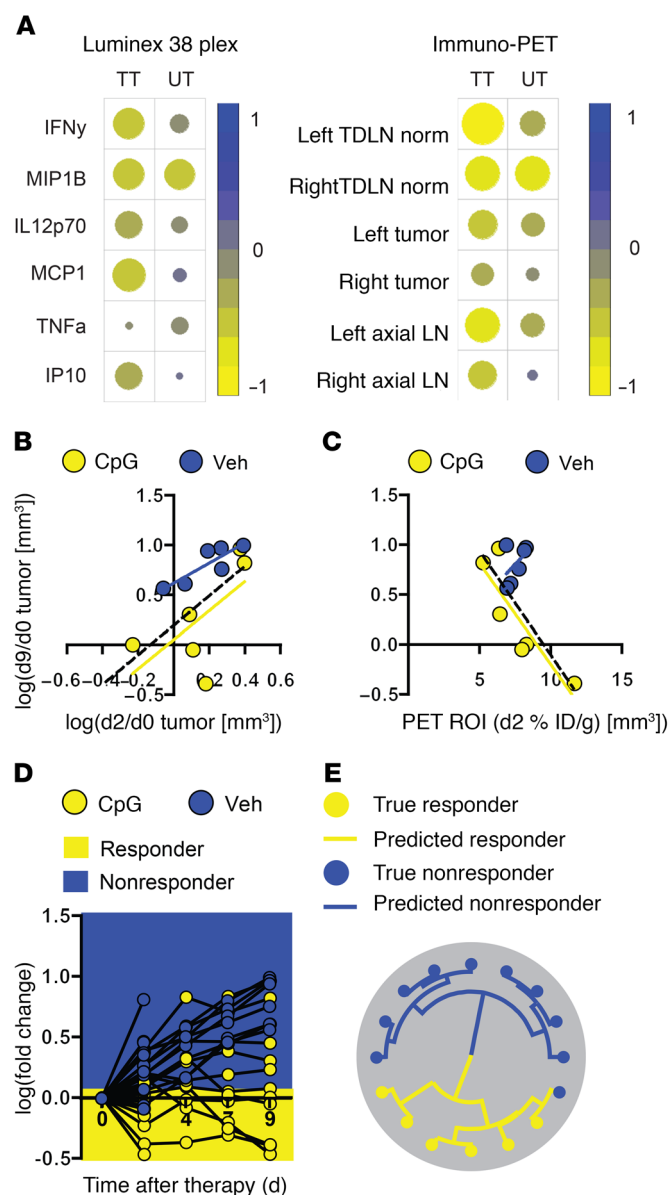 A
Luminex 38 plex
Immuno-PET
TT UT
TT UT
IFNy
MIP1B
IL12p70
MCP1
TNFa
IP10
1
0
−1
Left TDLN norm
RightTDLN norm
Left tumor
Right tumor
Left axial LN
Right axial LN
1
0
−1
B
CpG Veh
log(d9/d0 tumor [mm³])
1.5
1.0
0.5
0.0
−0.5
−0.6 −0.4 −0.2 0.2 0.4 0.6
log(d2/d0 tumor [mm³])
C
CpG Veh
1.5
1.0
0.5
0.0
−0.5
5 10 15
PET ROI (d2 % ID/g) [mm³])
D
CpG Veh
Responder
Nonresponder
log(fold change)
1.5
1.0
0.5
0.0
−0.5
0 4 7 9
Time after therapy (d)
E
True responder
Predicted responder
True nonresponder
Predicted nonresponder